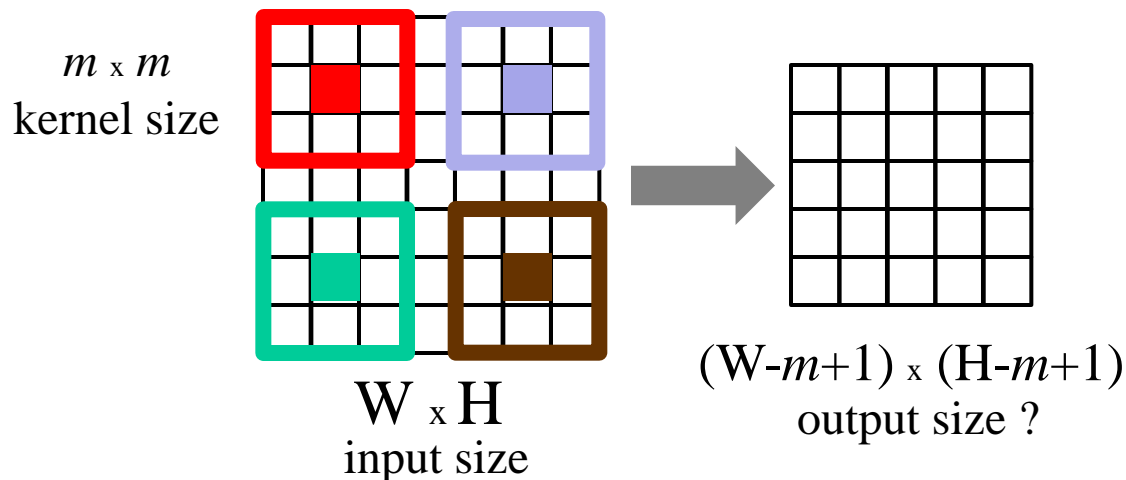 m x m
kernel size
W x H
input size
(W-m+1) x (H-m+1)
output size ?